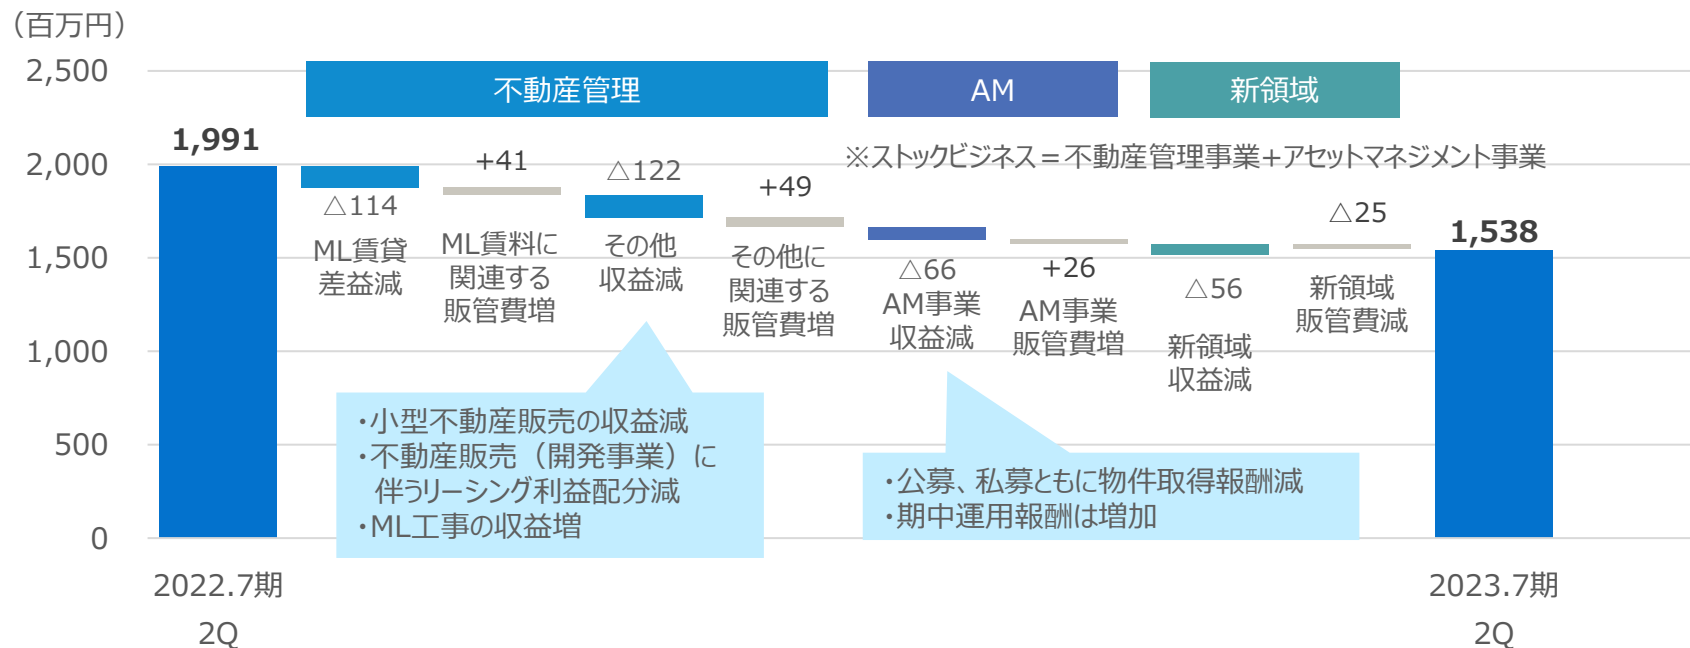 （百万円）
2,500
2,000
1,500
1,000
500
0
不動産管理
AM
新領域
※ストックビジネス＝不動産管理事業＋アセットマネジメント事業
1,991
△114
ML賃貸
差益減
+41
ML賃料に
関連する
販管費増
△122
その他
収益減
+49
その他に
関連する
販管費増
△66
AM事業
収益減
+26
AM事業
販管費増
△56
新領域
収益減
△25
新領域
販管費減
1,538
・小型不動産販売の収益減
・不動産販売（開発事業）に
伴うリーシング利益配分減
・ML工事の収益増
・公募、私募ともに物件取得報酬減
・期中運用報酬は増加
2022.7期
2Q
2023.7期
2Q